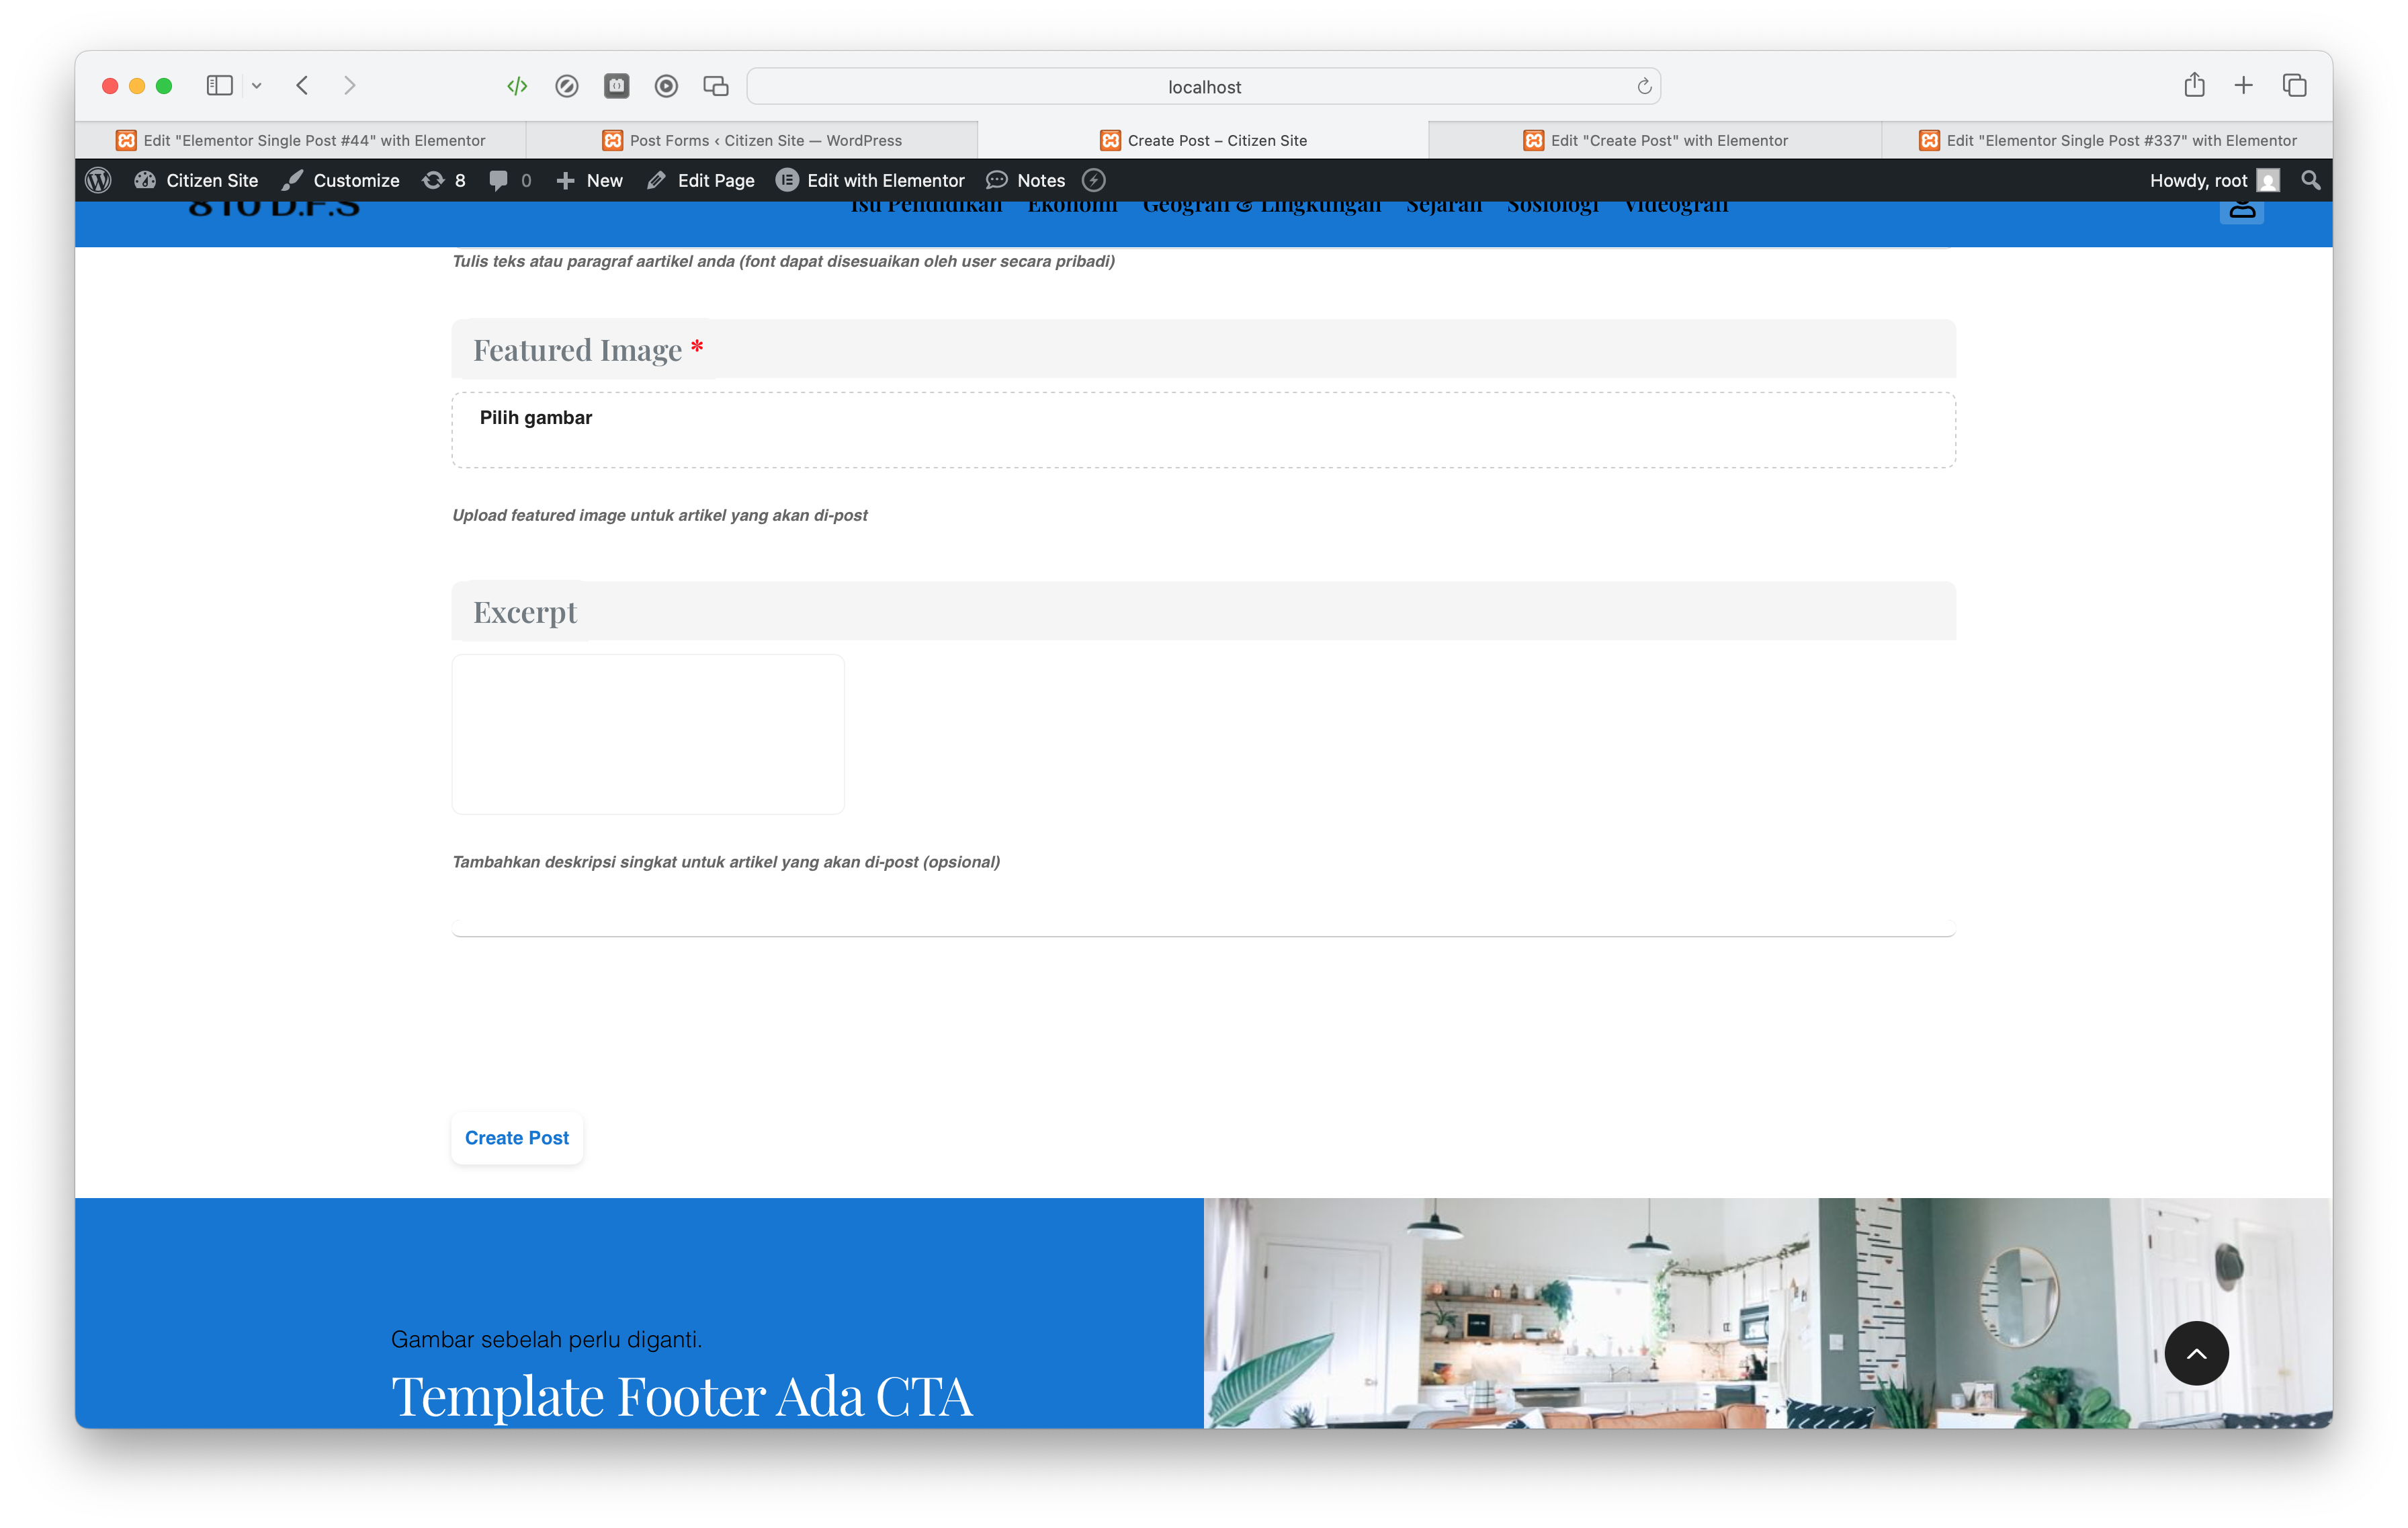 localhost
Edit "Elementor Single Post #44" with Elementor
Post Forms ‹ Citizen Site — WordPress
Create Post – Citizen Site
Edit "Create Post" with Elementor
Edit "Elementor Single Post #337" with Elementor
Citizen Site Customize 8 0 New Edit Page Edit with Elementor Notes Howdy, root
810 D.F.S Isu Pendidikan Ekonomi Geografi & Lingkungan Sejarah Sosiologi Videografi
Tulis teks atau paragraf aartikel anda (font dapat disesuaikan oleh user secara pribadi)
Featured Image *
Pilih gambar
Upload featured image untuk artikel yang akan di-post
Excerpt
Tambahkan deskripsi singkat untuk artikel yang akan di-post (opsional)
Create Post
Gambar sebelah perlu diganti.
Template Footer Ada CTA